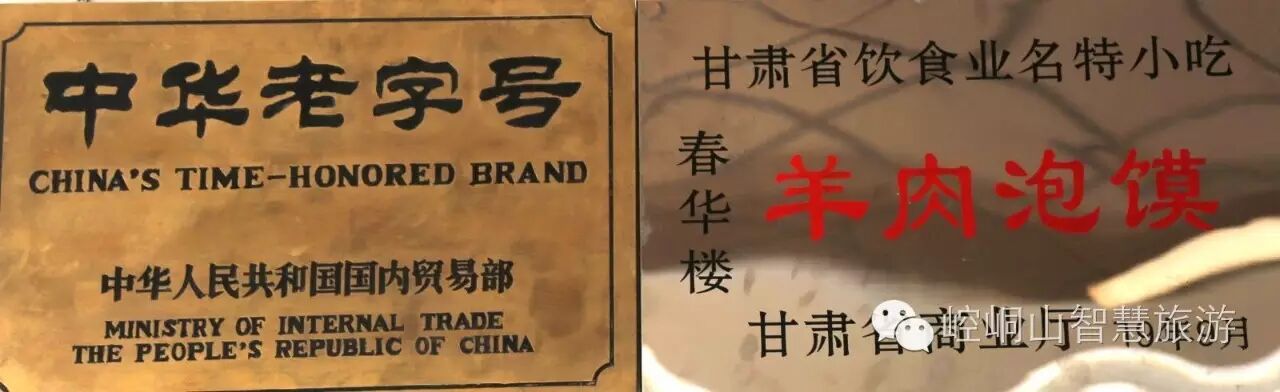 中华老字号
CHINA'S TIME-HONORED BRAND
中华人民共和国国内贸易部
MINISTRY OF INTERNAL TRADE
THE PEOPLE'S REPUBLIC OF CHINA
甘肃省饮食业名特小吃
春华楼
羊肉泡馍
甘肃省商业厅
崆峒山智慧旅游